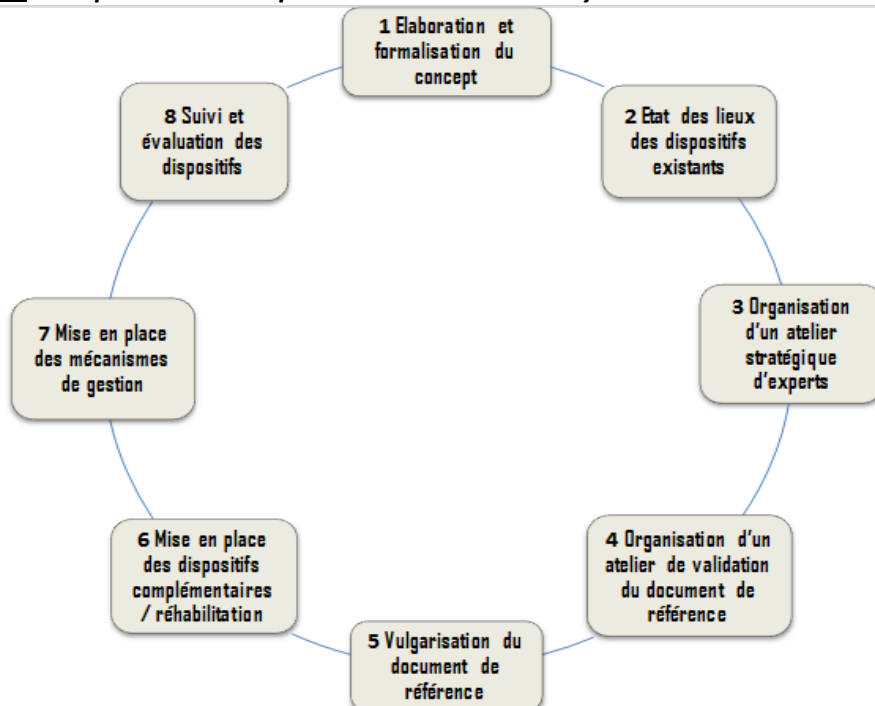 1 Elaboration et
formalisation du
concept
2 Etat des lieux
des dispositifs
existants
3 Organisation
d'un atelier
stratégique
d'experts
4 Organisation d'un
atelier de validation
du document de
référence
5 Vulgarisation du
document de
référence
6 Mise en place
des dispositifs
complémentaires
/ réhabilitation
7 Mise en place
des mécanismes
de gestion
8 Suivi et
évaluation des
dispositifs